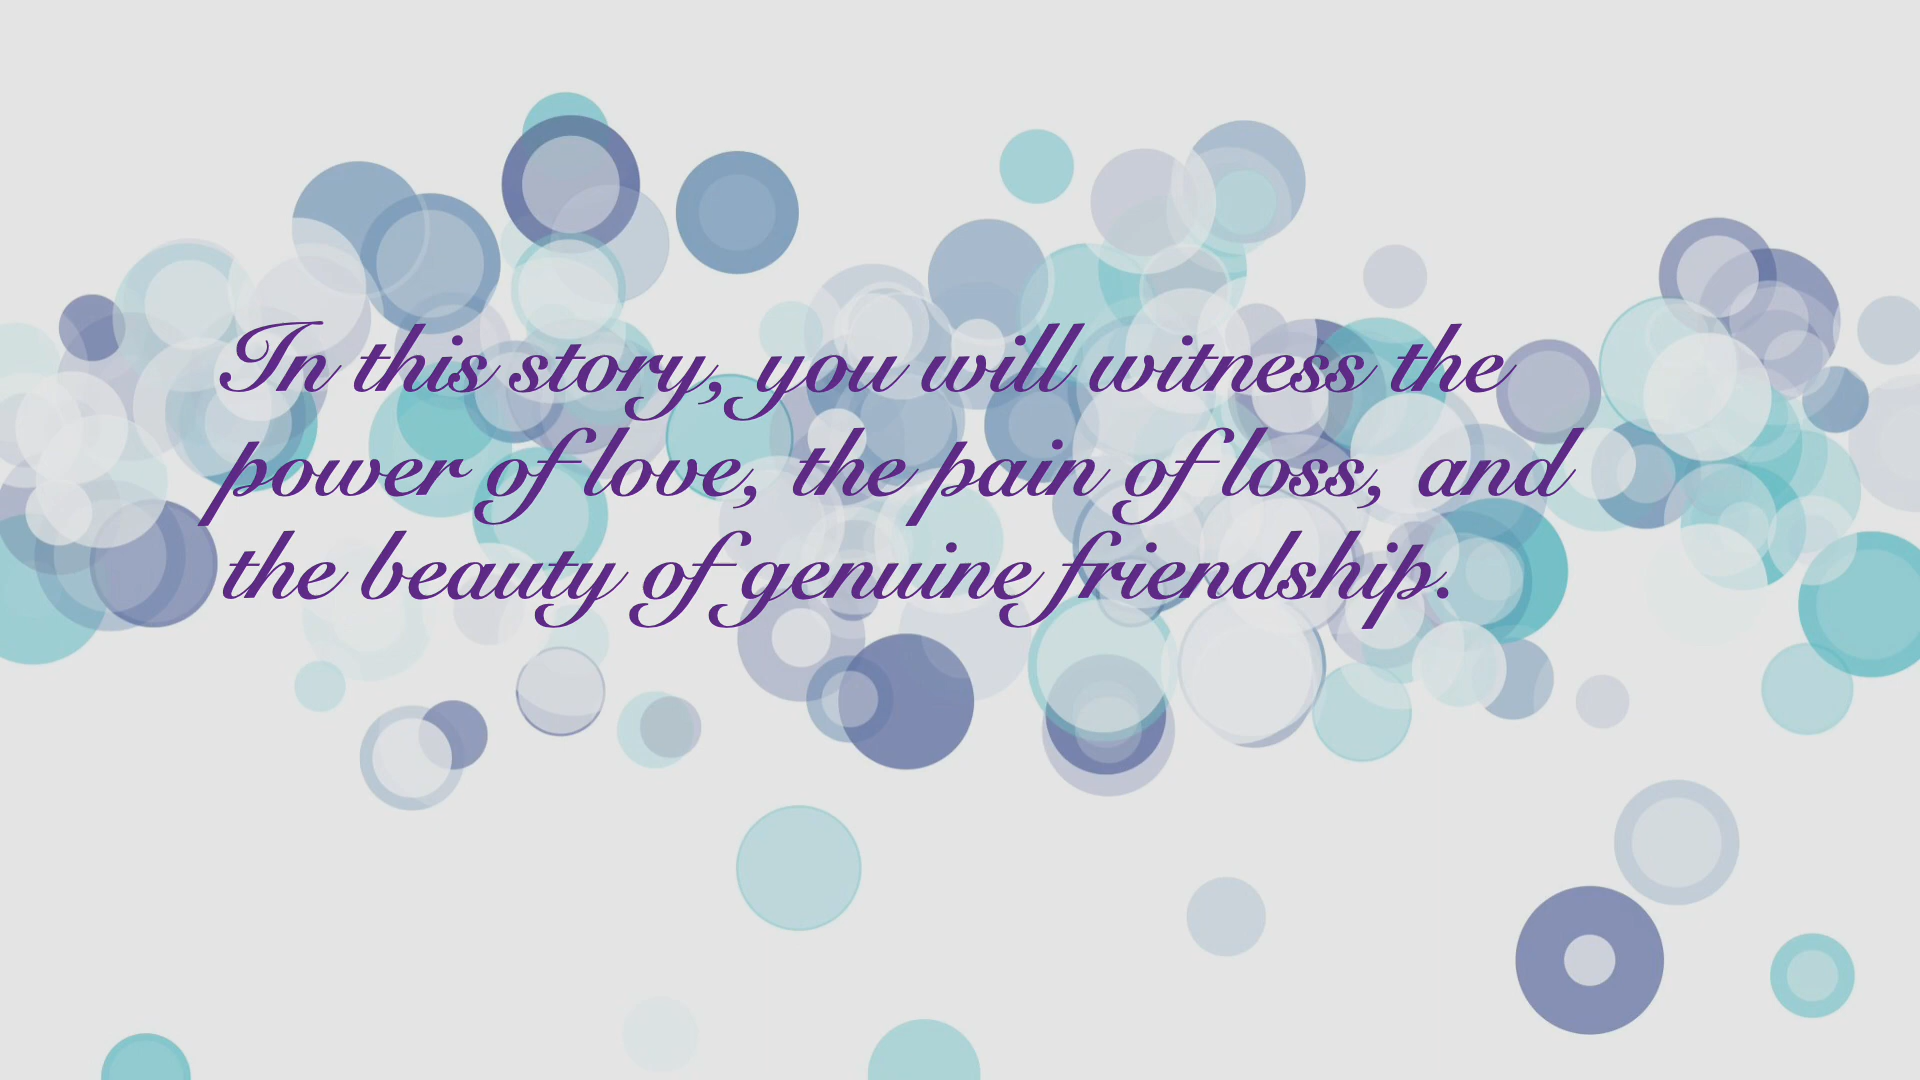 In this story, you will witness the
power of love, the pain of loss, and
the beauty of genuine friendship.